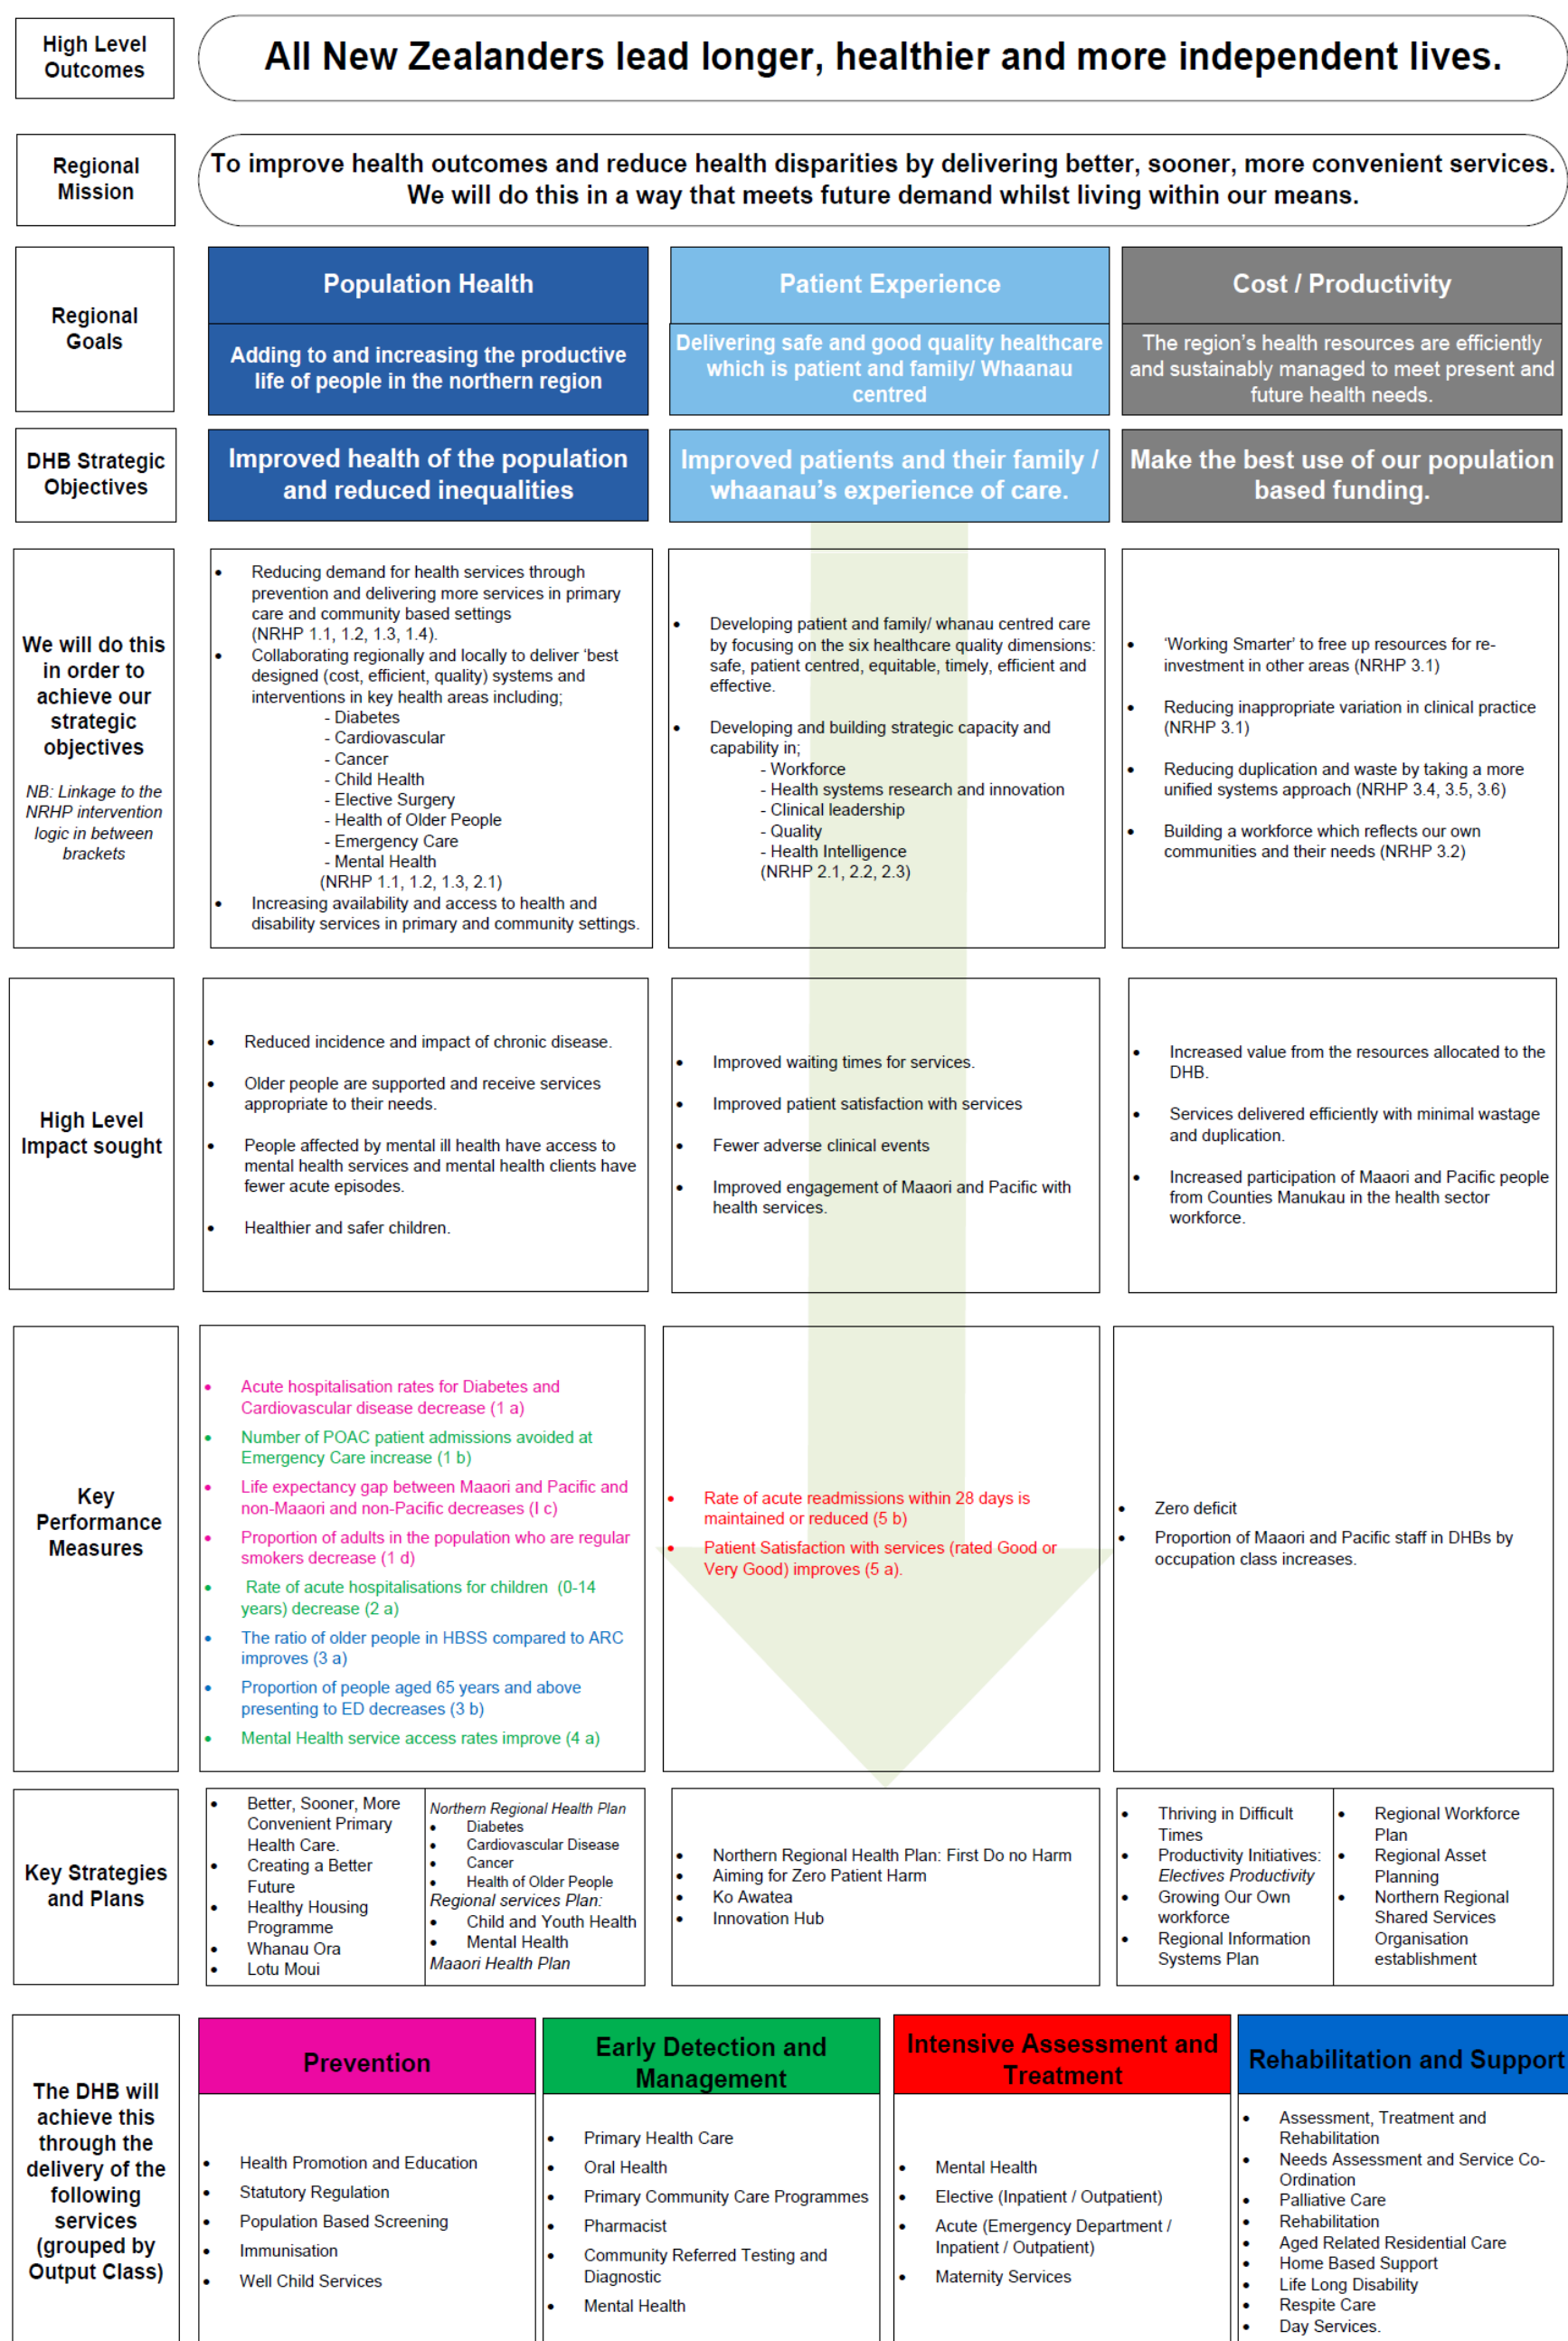 High Level
Outcomes
All New Zealanders lead longer, healthier and more independent lives.
Regional
Mission
To improve health outcomes and reduce health disparities by delivering better, sooner, more convenient services.
We will do this in a way that meets future demand whilst living within our means.
Regional
Goals
Population Health
Adding to and increasing the productive
life of people in the northern region
Patient Experience
Delivering safe and good quality healthcare
which is patient and family/ Whaanau
centred
Cost / Productivity
The region's health resources are efficiently
and sustainably managed to meet present and
future health needs.
DHB Strategic
Objectives
Improved health of the population
and reduced inequalities
Improved patients and their family /
whaanau's experience of care.
Make the best use of our population
based funding.
We will do this
in order to
achieve our
strategic
objectives
NB: Linkage to the
NRHP intervention
logic in between
brackets
• Reducing demand for health services through
prevention and delivering more services in primary
care and community based settings
(NRHP 1.1, 1.2, 1.3, 1.4).
• Collaborating regionally and locally to deliver 'best
designed (cost, efficient, quality) systems and
interventions in key health areas including;
- Diabetes
- Cardiovascular
- Cancer
- Child Health
- Elective Surgery
- Health of Older People
- Emergency Care
- Mental Health
(NRHP 1.1, 1.2, 1.3, 2.1)
• Increasing availability and access to health and
disability services in primary and community settings.
• Developing patient and family/ whanau centred care
by focusing on the six healthcare quality dimensions:
safe, patient centred, equitable, timely, efficient and
effective.
• Developing and building strategic capacity and
capability in;
- Workforce
- Health systems research and innovation
- Clinical leadership
- Quality
- Health Intelligence
(NRHP 2.1, 2.2, 2.3)
• 'Working Smarter' to free up resources for re-
investment in other areas (NRHP 3.1)
• Reducing inappropriate variation in clinical practice
(NRHP 3.1)
• Reducing duplication and waste by taking a more
unified systems approach (NRHP 3.4, 3.5, 3.6)
• Building a workforce which reflects our own
communities and their needs (NRHP 3.2)
High Level
Impact sought
• Reduced incidence and impact of chronic disease.
• Older people are supported and receive services
appropriate to their needs.
• People affected by mental ill health have access to
mental health services and mental health clients have
fewer acute episodes.
• Healthier and safer children.
• Improved waiting times for services.
• Improved patient satisfaction with services
• Fewer adverse clinical events
• Improved engagement of Maaori and Pacific with
health services.
• Increased value from the resources allocated to the
DHB.
• Services delivered efficiently with minimal wastage
and duplication.
• Increased participation of Maaori and Pacific people
from Counties Manukau in the health sector
workforce.
Key
Performance
Measures
• Acute hospitalisation rates for Diabetes and
Cardiovascular disease decrease (1 a)
• Number of POAC patient admissions avoided at
Emergency Care increase (1 b)
• Life expectancy gap between Maaori and Pacific and
non-Maaori and non-Pacific decreases (I c)
• Proportion of adults in the population who are regular
smokers decrease (1 d)
• Rate of acute hospitalisations for children (0-14
years) decrease (2 a)
• The ratio of older people in HBSS compared to ARC
improves (3 a)
• Proportion of people aged 65 years and above
presenting to ED decreases (3 b)
• Mental Health service access rates improve (4 a)
• Rate of acute readmissions within 28 days is
maintained or reduced (5 b)
• Patient Satisfaction with services (rated Good or
Very Good) improves (5 a).
• Zero deficit
• Proportion of Maaori and Pacific staff in DHBs by
occupation class increases.
Key Strategies
and Plans
• Better, Sooner, More
Convenient Primary
Health Care.
• Creating a Better
Future
• Healthy Housing
Programme
• Whanau Ora
• Lotu Moui
Northern Regional Health Plan
• Diabetes
• Cardiovascular Disease
• Cancer
• Health of Older People
Regional services Plan:
• Child and Youth Health
• Mental Health
Maaori Health Plan
• Northern Regional Health Plan: First Do no Harm
• Aiming for Zero Patient Harm
• Ko Awatea
• Innovation Hub
• Thriving in Difficult
Times
• Productivity Initiatives:
Electives Productivity
• Growing Our Own
workforce
• Regional Information
Systems Plan
• Regional Workforce
Plan
• Regional Asset
Planning
• Northern Regional
Shared Services
Organisation
establishment
The DHB will
achieve this
through the
delivery of the
following
services
(grouped by
Output Class)
Prevention
• Health Promotion and Education
• Statutory Regulation
• Population Based Screening
• Immunisation
• Well Child Services
Early Detection and
Management
• Primary Health Care
• Oral Health
• Primary Community Care Programmes
• Pharmacist
• Community Referred Testing and
Diagnostic
• Mental Health
Intensive Assessment and
Treatment
• Mental Health
• Elective (Inpatient / Outpatient)
• Acute (Emergency Department /
Inpatient / Outpatient)
• Maternity Services
Rehabilitation and Support
• Assessment, Treatment and
Rehabilitation
• Needs Assessment and Service Co-
Ordination
• Palliative Care
• Rehabilitation
• Aged Related Residential Care
• Home Based Support
• Life Long Disability
• Respite Care
• Day Services.